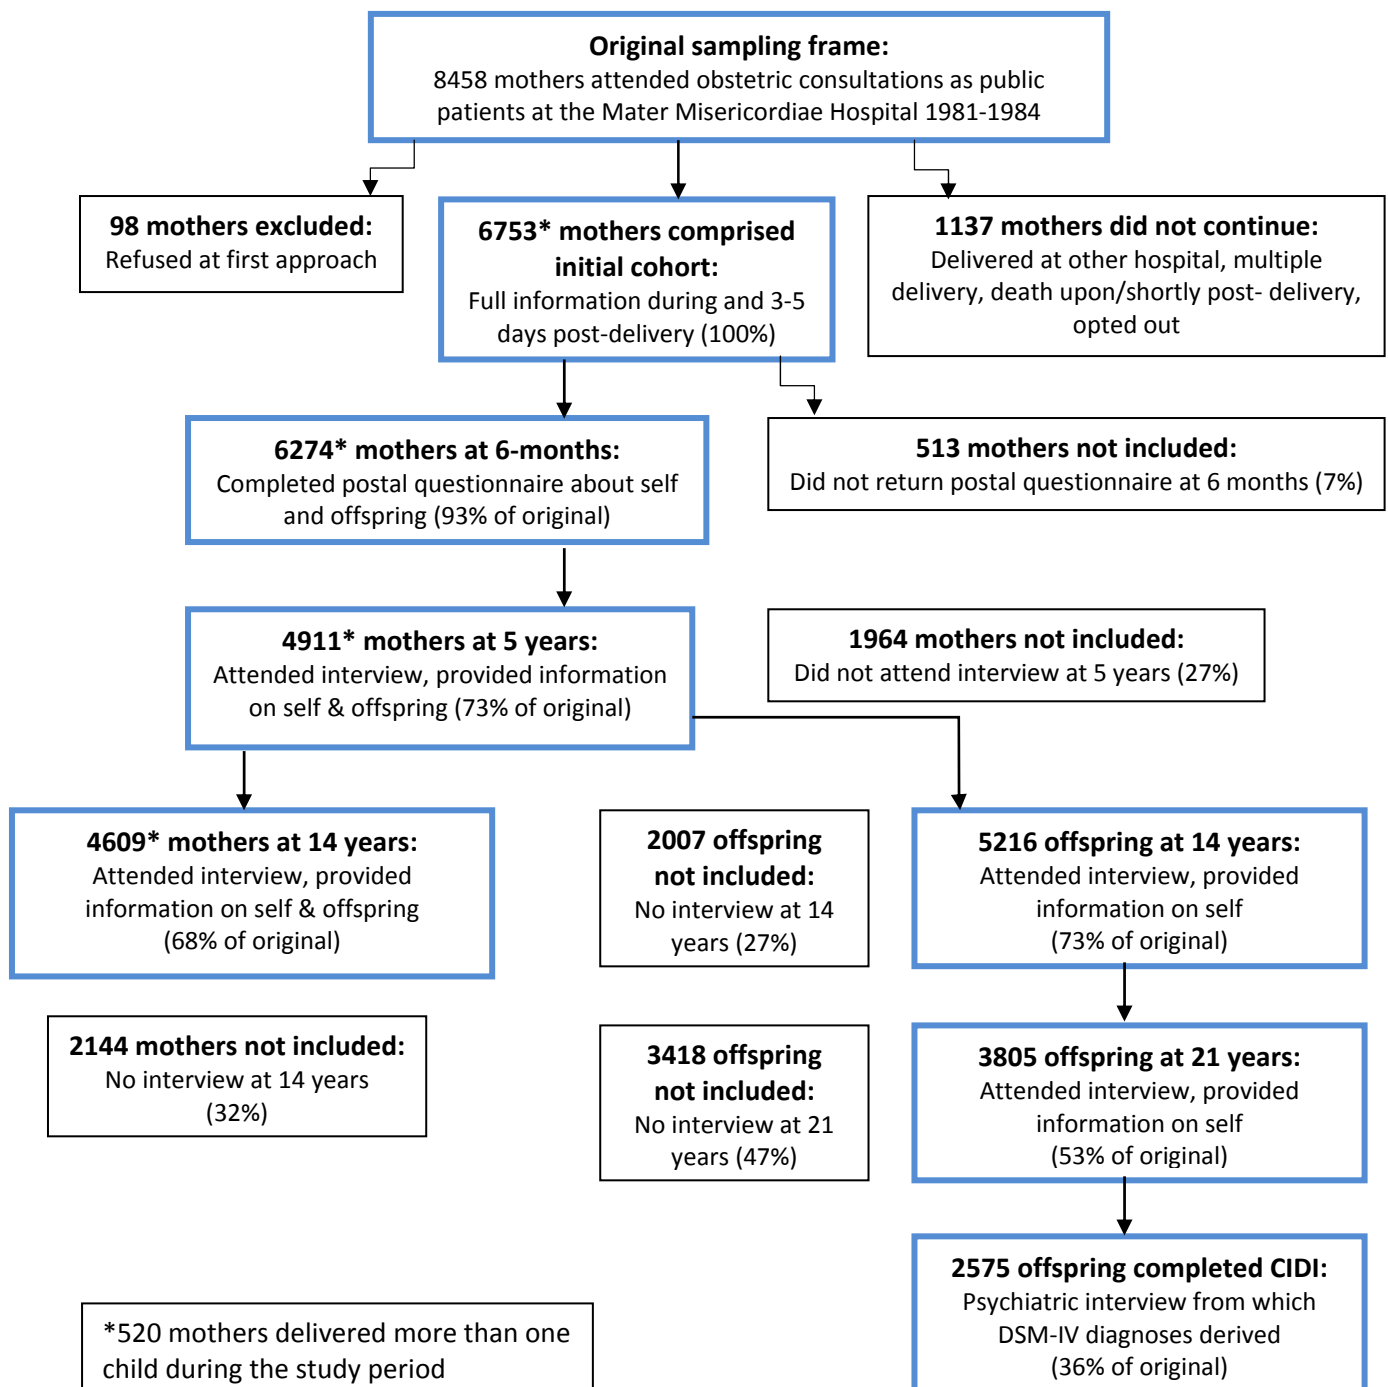 Original sampling frame:
8458 mothers attended obstetric consultations as public
patients at the Mater Misericordiae Hospital 1981-1984
98 mothers excluded:
Refused at first approach
6753* mothers comprised
initial cohort:
Full information during and 3-5
days post-delivery (100%)
1137 mothers did not continue:
Delivered at other hospital, multiple
delivery, death upon/shortly post- delivery,
opted out
6274* mothers at 6-months:
Completed postal questionnaire about self
and offspring (93% of original)
513 mothers not included:
Did not return postal questionnaire at 6 months (7%)
4911* mothers at 5 years:
Attended interview, provided information
on self & offspring (73% of original)
1964 mothers not included:
Did not attend interview at 5 years (27%)
4609* mothers at 14 years:
Attended interview, provided
information on self & offspring
(68% of original)
2007 offspring
not included:
No interview at 14
years (27%)
5216 offspring at 14 years:
Attended interview, provided
information on self
(73% of original)
2144 mothers not included:
No interview at 14 years
(32%)
3418 offspring
not included:
No interview at 21
years (47%)
3805 offspring at 21 years:
Attended interview, provided
information on self
(53% of original)
2575 offspring completed CIDI:
Psychiatric interview from which
DSM-IV diagnoses derived
(36% of original)
*520 mothers delivered more than one
child during the study period